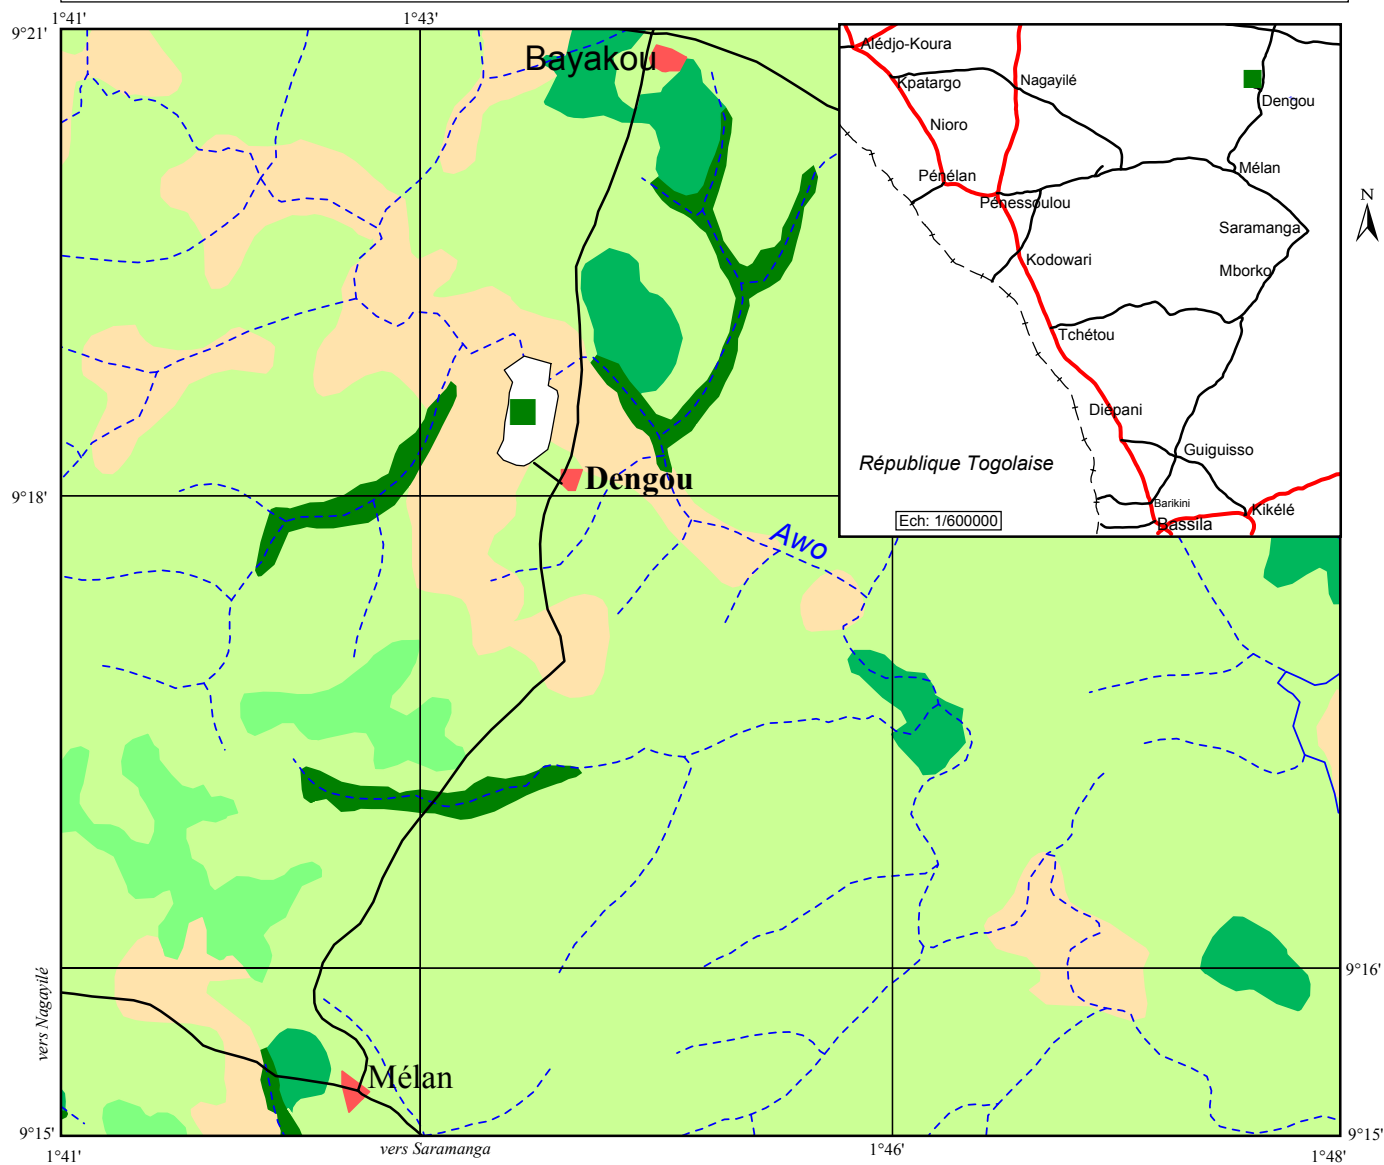 1°41'
1°43'
9°21'
Bayakou
Alédjo-Koura
Kpatargo
Nagayilé
Dengou
Nioro
Mélan
Pénélan
Pénessoulou
Saramanga
Kodowari
Mborko
Tchétou
Diépani
Guiguisso
République Togolaise
Barikini
Kikélé
Ech: 1/600000
Bassila
N
Dengou
9°18'
Awo
9°16'
vers Nagayilé
Mélan
9°15'
9°15'
vers Saramanga
1°41'
1°46'
1°48'